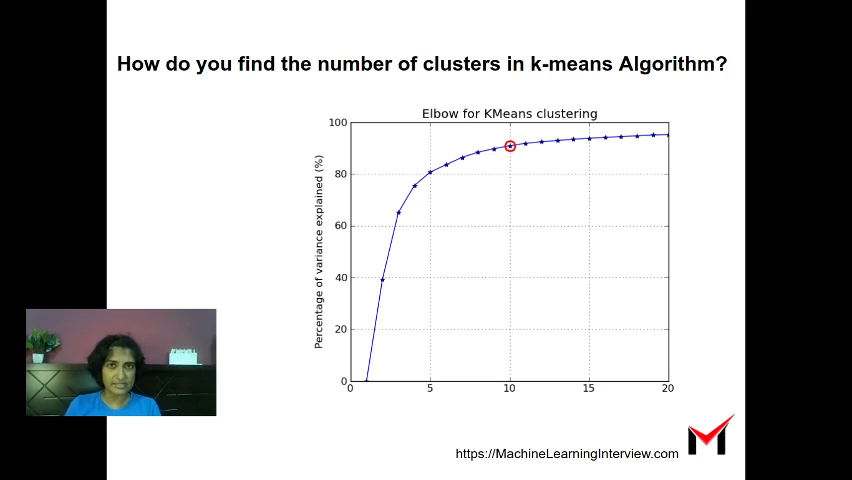 How do you find the number of clusters in k-means Algorithm?
Elbow for KMeans clustering
Percentage of variance explained (%)
100
80
60
40
20
0
0 5 10 15 20
https://MachineLearningInterview.com